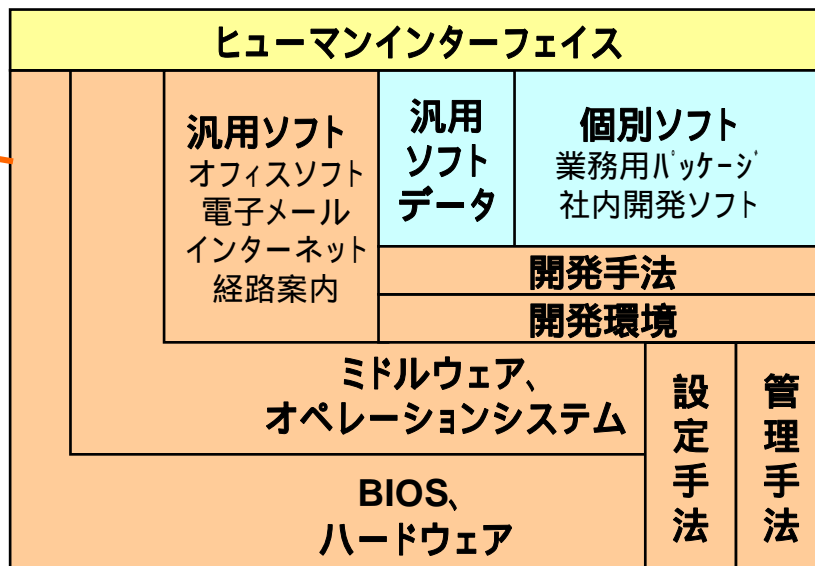 ヒューマンインターフェイス
汎用ソフト
オフィスソフト
電子メール
インターネット
経路案内
汎用
ソフト
データ
個別ソフト
業務用パッケージ
社内開発ソフト
開発手法
開発環境
ミドルウェア、
オペレーションシステム
設定手法
管理手法
BIOS、
ハードウェア